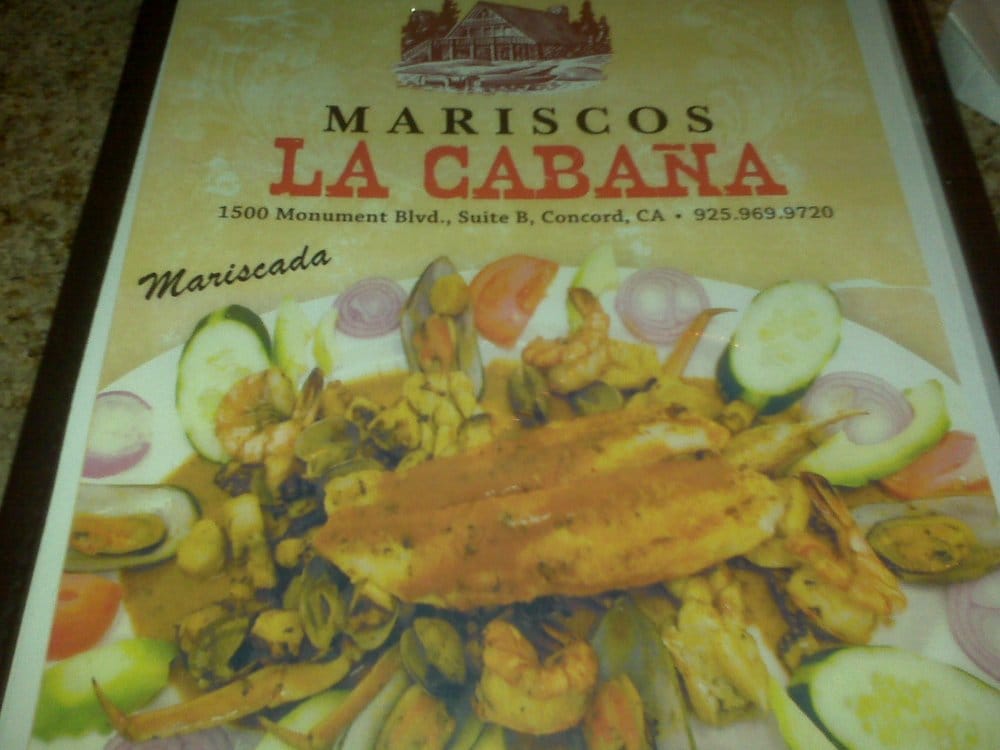 MARISCOS
LA CABAÑA
1500 Monument Blvd., Suite B, Concord, CA • 925.969.9720
Mariscada